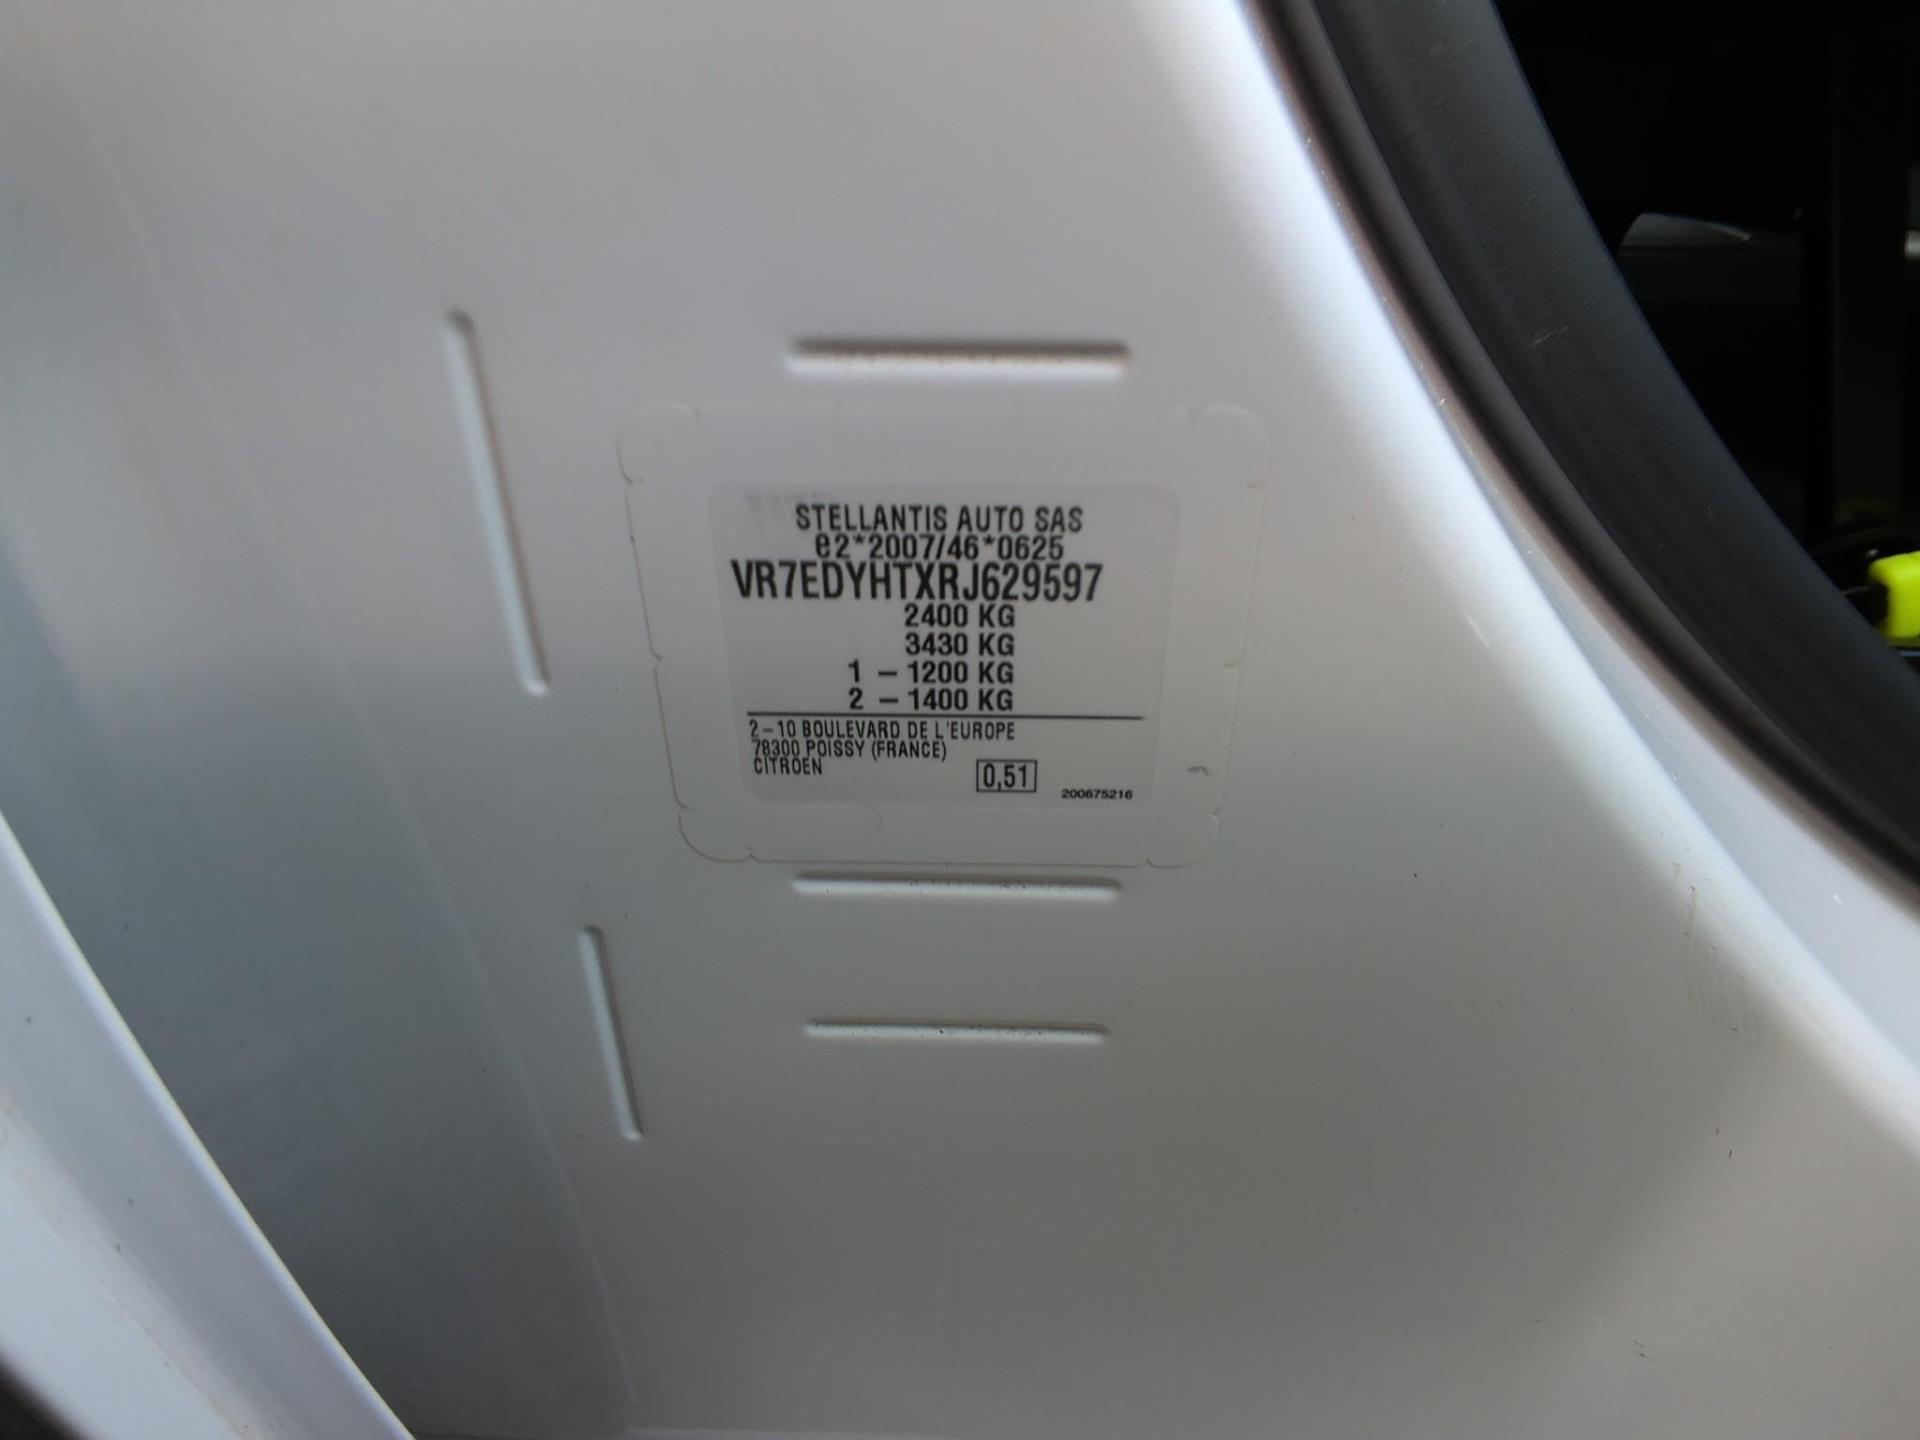 STELLANTIS AUTO SAS
e2*2007/46*0625
VR7EDYHTXRJ629597
2400 KG
3430 KG
1 – 1200 KG
2 – 1400 KG
2–10 BOULEVARD DE L'EUROPE
78300 POISSY (FRANCE)
CITROEN
0,51
200675216